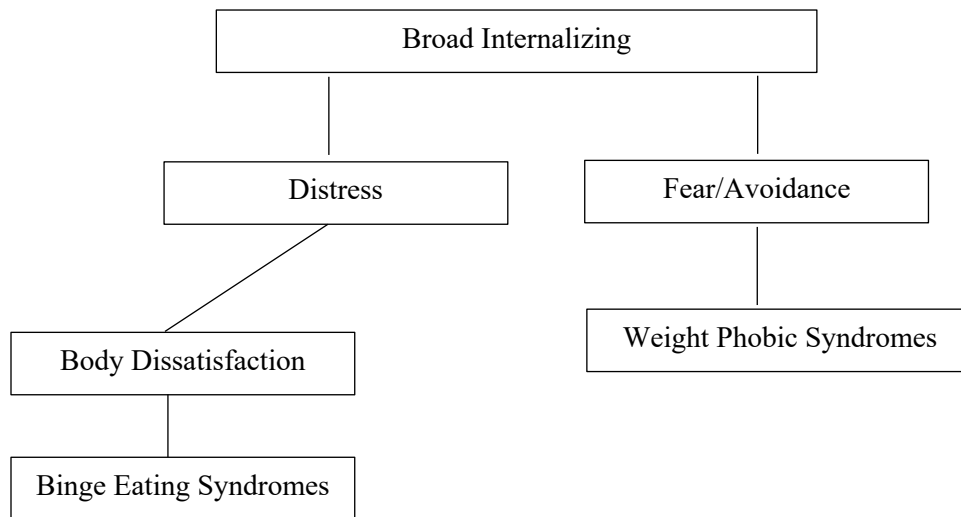 Broad Internalizing
Distress
Fear/Avoidance
Weight Phobic Syndromes
Body Dissatisfaction
Binge Eating Syndromes